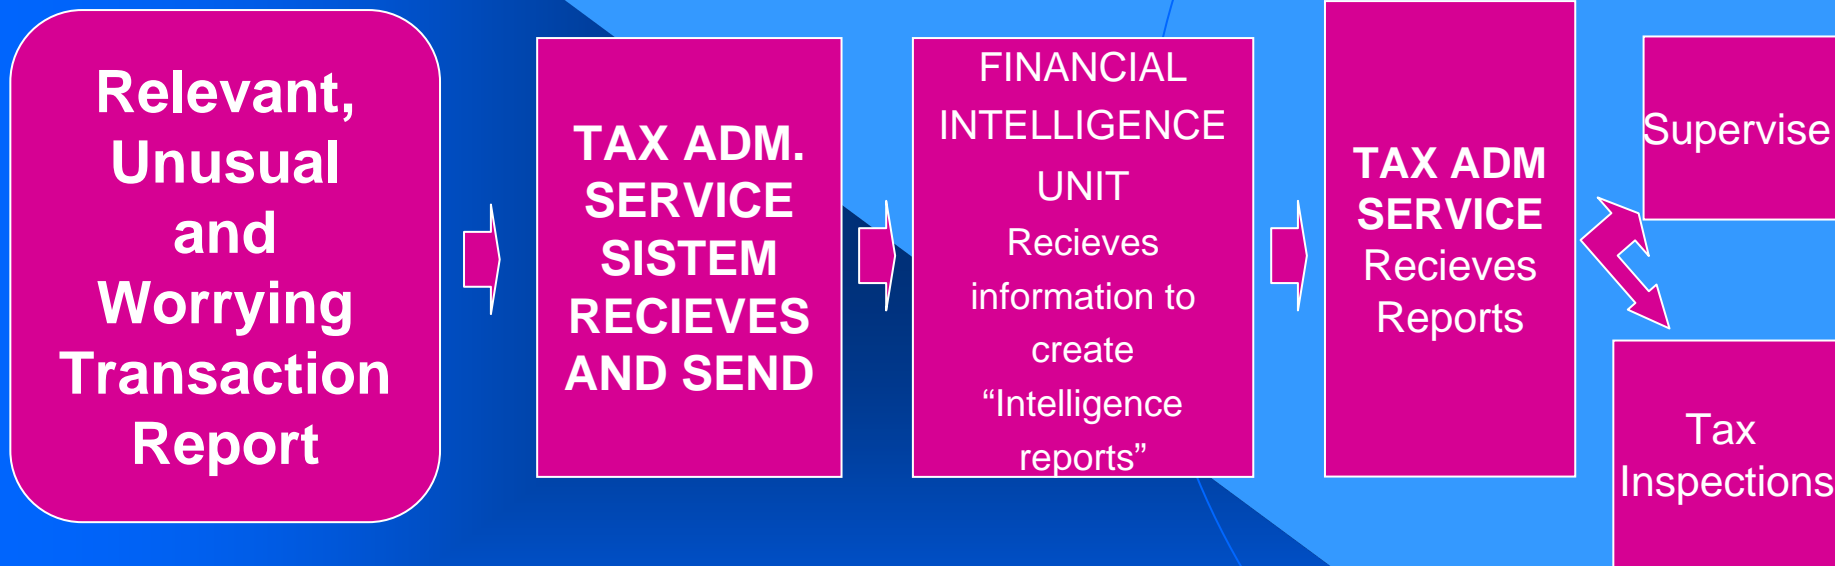 Relevant,
Unusual
and
Worrying
Transaction
Report
TAX ADM.
SERVICE
SISTEM
RECIEVES
AND SEND
FINANCIAL
INTELLIGENCE
UNIT
Recieves
information to
create
“Intelligence
reports”
TAX ADM
SERVICE
Recieves
Reports
Supervise
Tax
Inspections